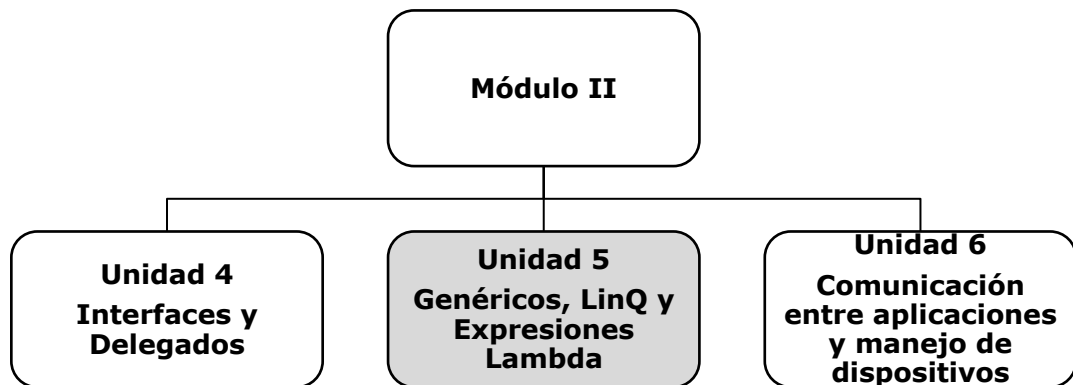 Módulo II
Unidad 4
Interfaces y
Delegados
Unidad 5
Genéricos, LinQ y
Expresiones
Lambda
Unidad 6
Comunicación
entre aplicaciones
y manejo de
dispositivos